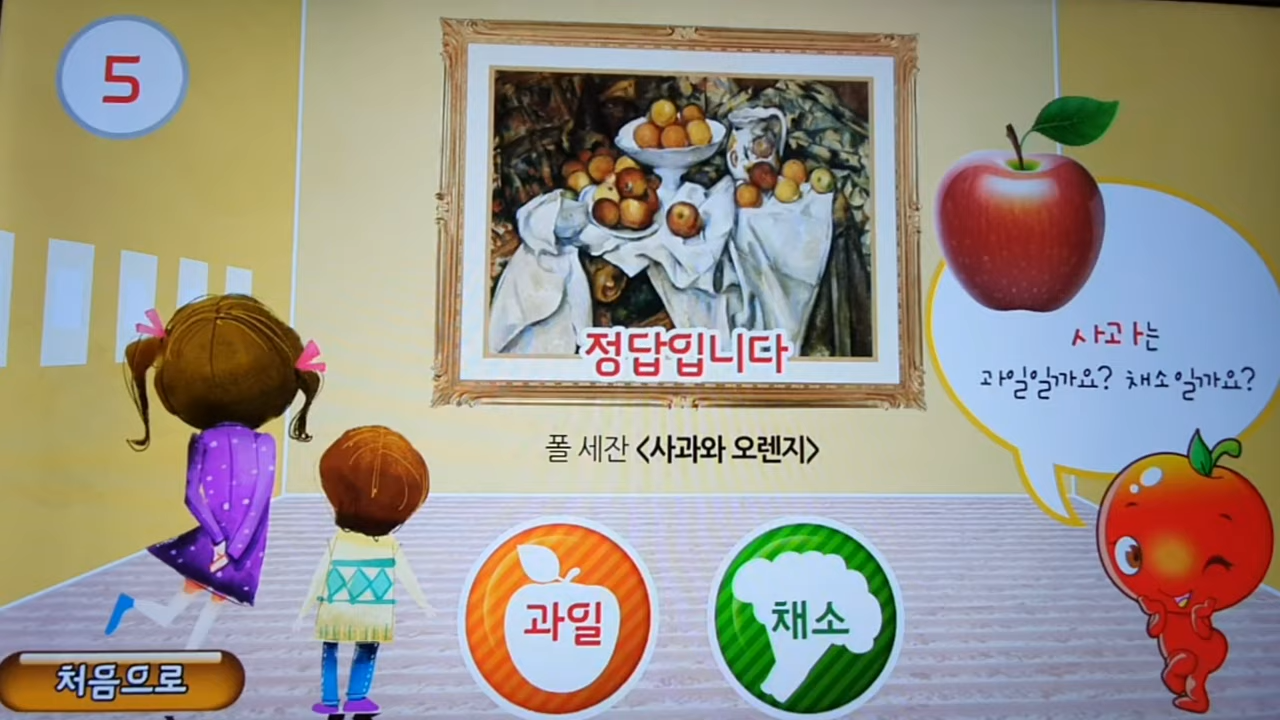 5
정답입니다
폴 세잔 <사과와 오렌지>
사과는
과일일까요? 채소일까요?
과일
채소
처음으로